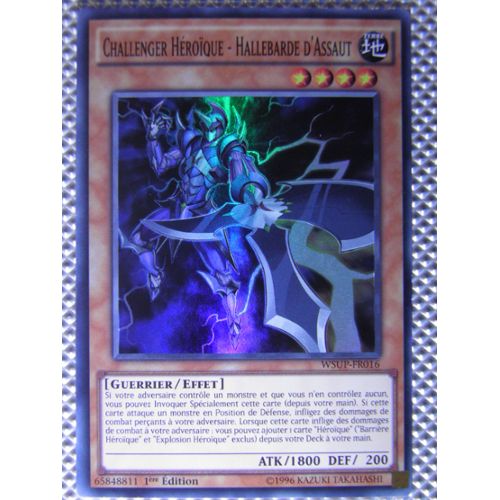 CHALLENGER HÉROÏQUE - HALLEBARDE D'ASSAUT
TERRE
地
WSUP-FR016
[GUERRIER/EFFET]
Si votre adversaire contrôle un monstre et que vous n'en contrôlez aucun,
vous pouvez Invoquer Spécialement cette carte (depuis votre main). Si cette
carte attaque un monstre en Position de Défense, infligez des dommages de
combat perçants à votre adversaire. Lorsque cette carte inflige des dommages de
combat à votre adversaire : vous pouvez ajouter 1 carte "Héroïque" ("Barrière
Héroïque" et "Explosion Héroïque" exclus) depuis votre Deck à votre main.
ATK/1800 DEF/ 200
65848811 1ère Édition ©1996 KAZUKI TAKAHASHI